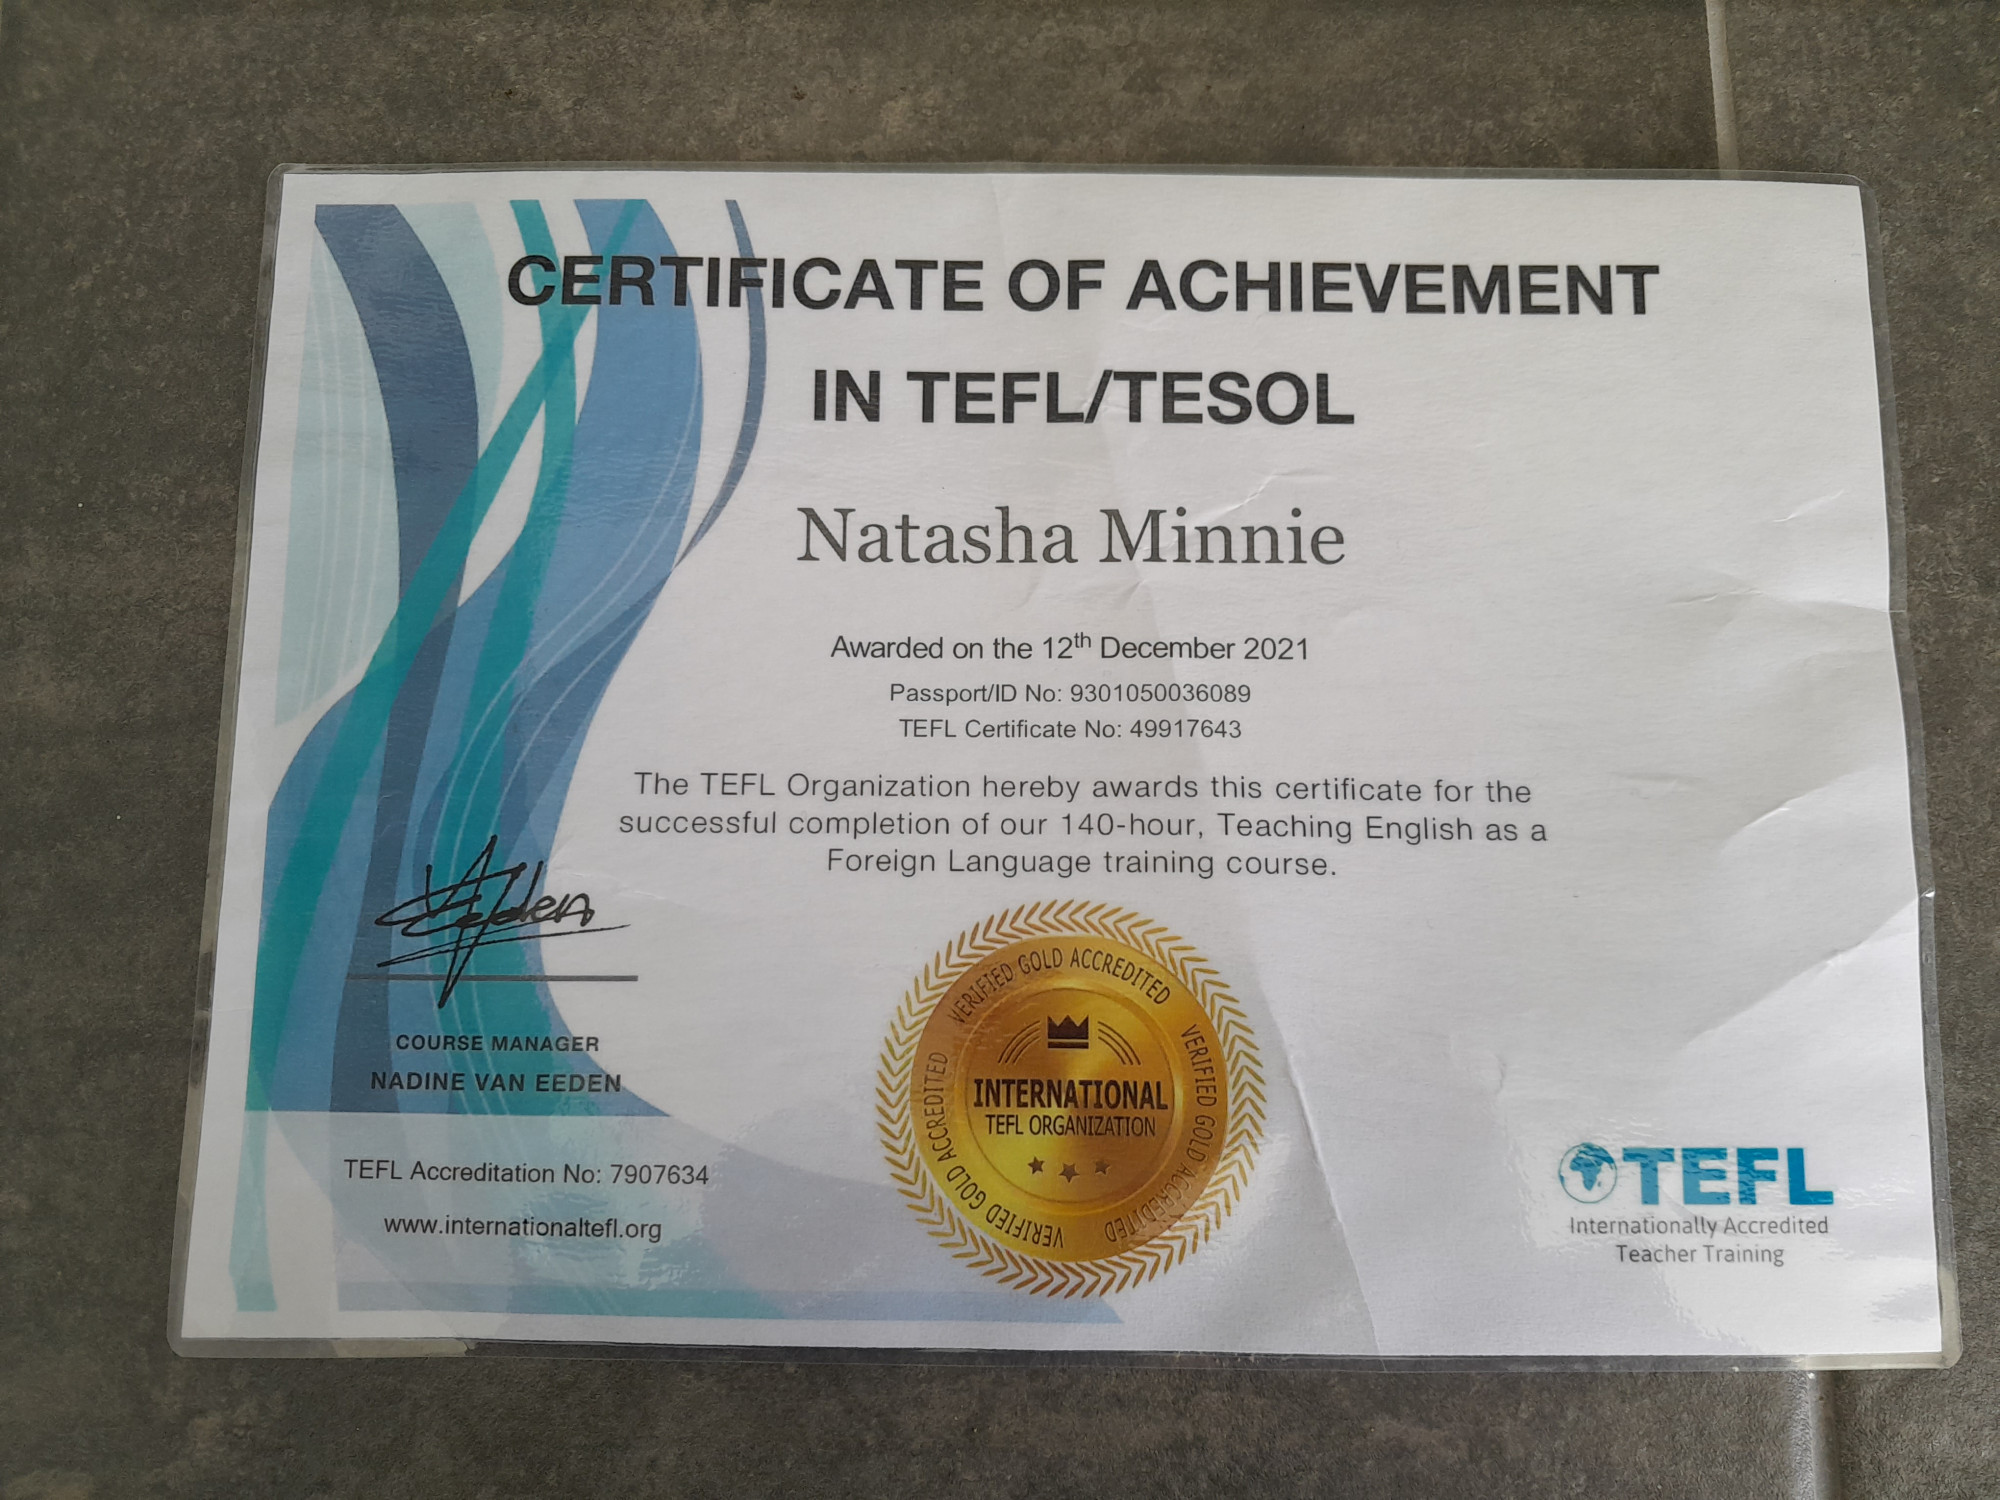 CERTIFICATE OF ACHIEVEMENT
IN TEFL/TESOL
Natasha Minnie
Awarded on the 12th December 2021
Passport/ID No: 9301050036089
TEFL Certificate No: 49917643
The TEFL Organization hereby awards this certificate for the
successful completion of our 140-hour, Teaching English as a
Foreign Language training course.
COURSE MANAGER
NADINE VAN EEDEN
TEFL Accreditation No: 7907634
www.internationaltefl.org
VERIFIED GOLD ACCREDITED
VERIFIED GOLD ACCREDITED
VERIFIED GOLD ACCREDITED
INTERNATIONAL
TEFL ORGANIZATION
TEFL
Internationally Accredited
Teacher Training